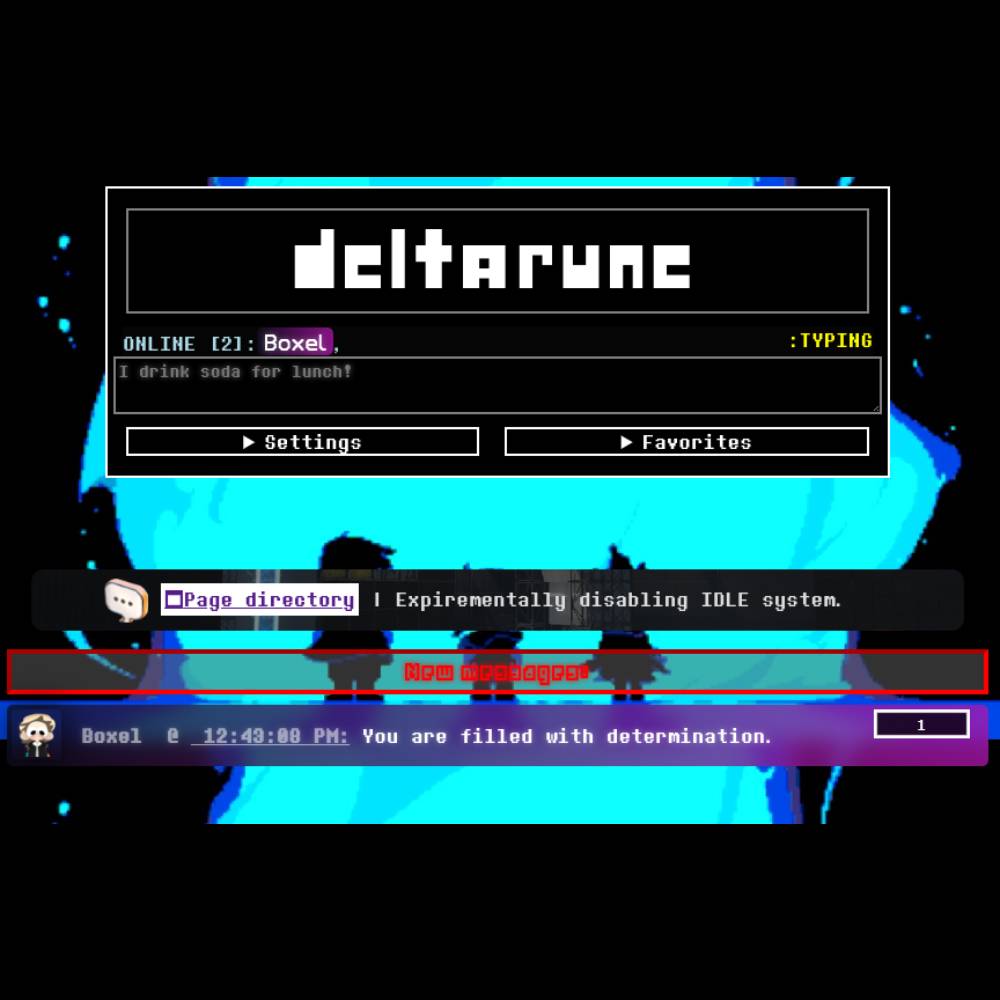 deltarune
ONLINE [2]: Boxel, :TYPING
I drink soda for lunch!
▶ Settings ▶ Favorites
Page directory | Expirementally disabling IDLE system.
New messages:
Boxel @ 12:43:08 PM: You are filled with determination. 1